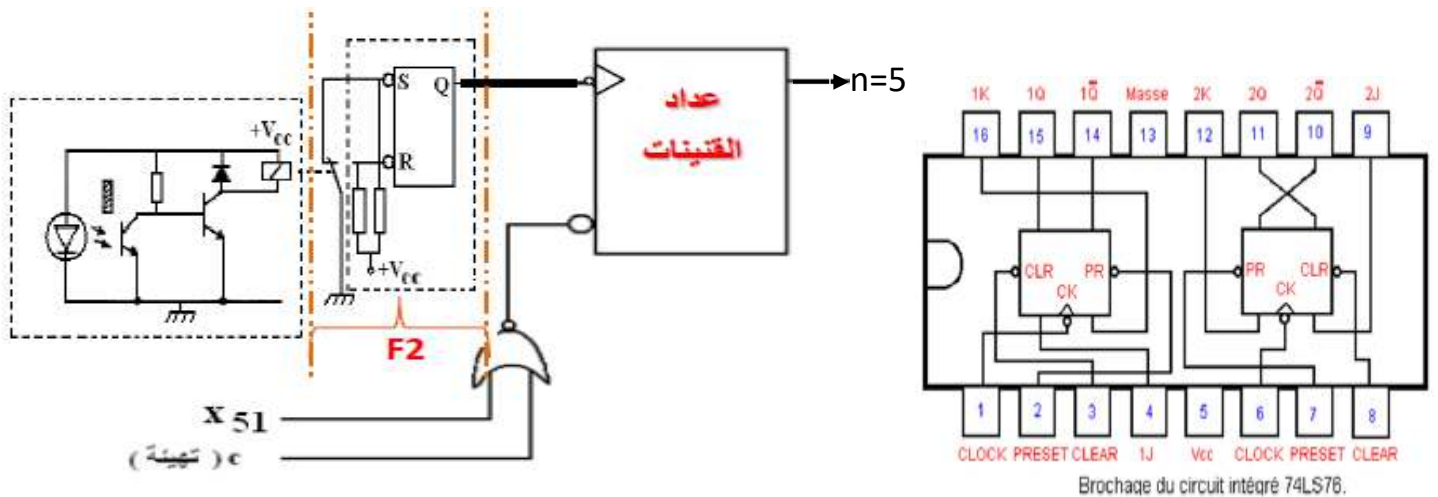 +Vcc
S Q
R
+Vcc
F2
عداد
القنينات
n=5
X 51
c ( تهيئة )
1K 1Q 1Q̅ Masse 2K 2Q 2Q̅ 2J
16 15 14 13 12 11 10 9
CLR PR
CK
PR CLR
CK
1 2 3 4 5 6 7 8
CLOCK PRESET CLEAR 1J Vcc CLOCK PRESET CLEAR
Brochage du circuit intégré 74LS76.